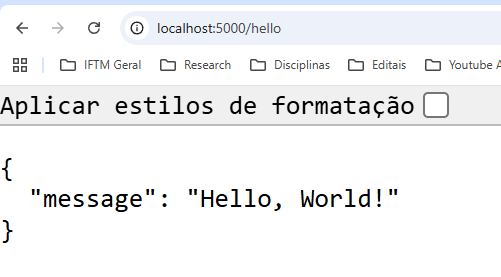 localhost:5000/hello
IFTM Geral Research Disciplinas Editais Youtube
Aplicar estilos de formatação
{
"message": "Hello, World!"
}